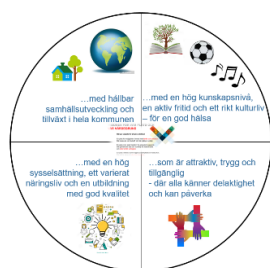 ...med hållbar
samhällsutveckling och
tillväxt i hela kommunen
...med en hög kunskapsnivå,
en aktiv fritid och ett rikt kulturliv
– för en god hälsa
...med en hög
sysselsättning, ett varierat
näringsliv och en utbildning
med god kvalitet
...som är attraktiv, trygg och
tillgänglig
- där alla känner delaktighet
och kan påverka